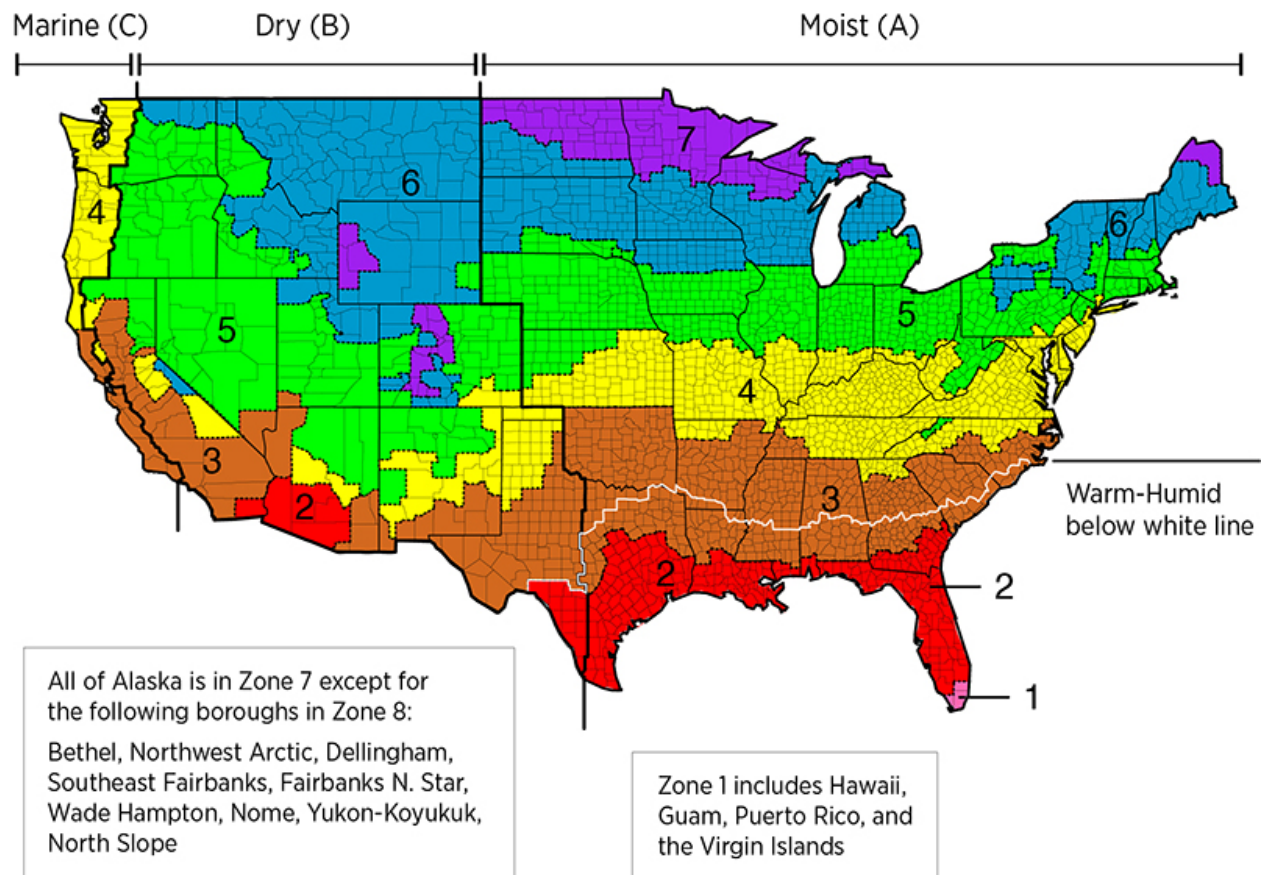 Marine (C)
Dry (B)
Moist (A)
7
6
4
6
5
5
4
3
3
2
2
Warm-Humid
below white line
2
1
All of Alaska is in Zone 7 except for
the following boroughs in Zone 8:
Bethel, Northwest Arctic, Dellingham,
Southeast Fairbanks, Fairbanks N. Star,
Wade Hampton, Nome, Yukon-Koyukuk,
North Slope
Zone 1 includes Hawaii,
Guam, Puerto Rico, and
the Virgin Islands